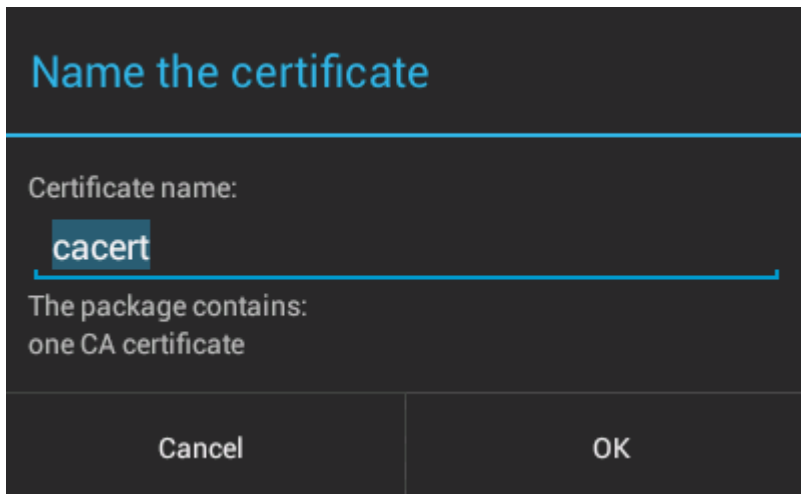 Name the certificate
Certificate name:
cacert
The package contains:
one CA certificate
Cancel
OK